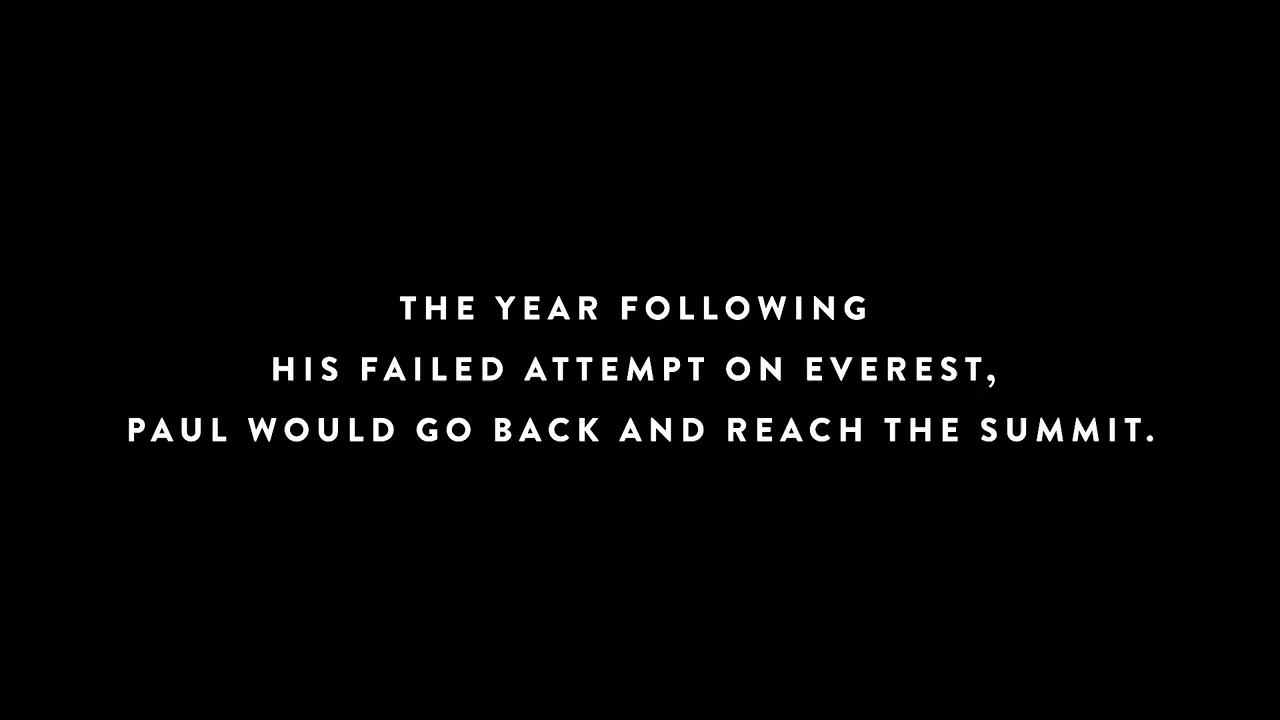 THE YEAR FOLLOWING
HIS FAILED ATTEMPT ON EVEREST,
PAUL WOULD GO BACK AND REACH THE SUMMIT.